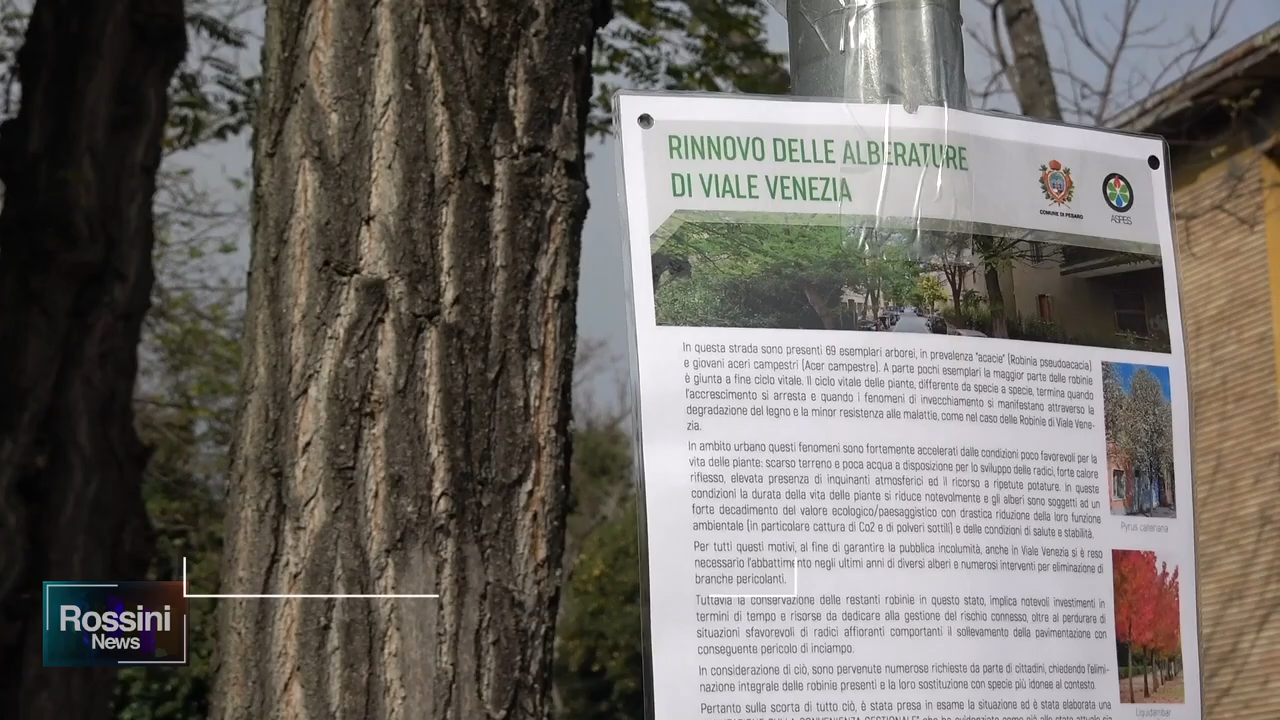 RINNOVO DELLE ALBERATURE
DI VIALE VENEZIA
COMUNE DI PESARO
ASPES
In questa strada sono presenti 69 esemplari arborei, in prevalenza "acacie" (Robinia pseudoacacia)
e giovani aceri campestri (Acer campestre). A parte pochi esemplari la maggior parte delle robinie
è giunta a fine ciclo vitale. Il ciclo vitale delle piante, differente da specie a specie, termina quando
l'accrescimento si arresta e quando i fenomeni di invecchiamento si manifestano attraverso la
degradazione del legno e la minor resistenza alle malattie, come nel caso delle Robinie di Viale Vene-
zia.
In ambito urbano questi fenomeni sono fortemente accelerati dalle condizioni poco favorevoli per la
vita delle piante: scarso terreno e poca acqua a disposizione per lo sviluppo delle radici, forte calore
riflesso, elevata presenza di inquinanti atmosferici ed il ricorso a ripetute potature. In queste
condizioni la durata della vita delle piante si riduce notevolmente e gli alberi sono soggetti ad un
forte decadimento del valore ecologico/paesaggistico con drastica riduzione della loro funzione
ambientale (in particolare cattura di Co2 e di polveri sottili) e delle condizioni di salute e stabilità.
Per tutti questi motivi, al fine di garantire la pubblica incolumità, anche in Viale Venezia si è reso
necessario l'abbattimento negli ultimi anni di diversi alberi e numerosi interventi per eliminazione di
branche pericolanti.
Tuttavia la conservazione delle restanti robinie in questo stato, implica notevoli investimenti in
termini di tempo e risorse da dedicare alla gestione del rischio connesso, oltre al perdurare di
situazioni sfavorevoli di radici affioranti comportanti il sollevamento della pavimentazione con
conseguente pericolo di inciampo.
In considerazione di ciò, sono pervenute numerose richieste da parte di cittadini, chiedendo l'elimi-
nazione integrale delle robinie presenti e la loro sostituzione con specie più idonee al contesto.
Pertanto sulla scorta di tutto ciò, è stata presa in esame la situazione ed è stata elaborata una
Pyrus calleriana
Liquidambar
Rossini
News